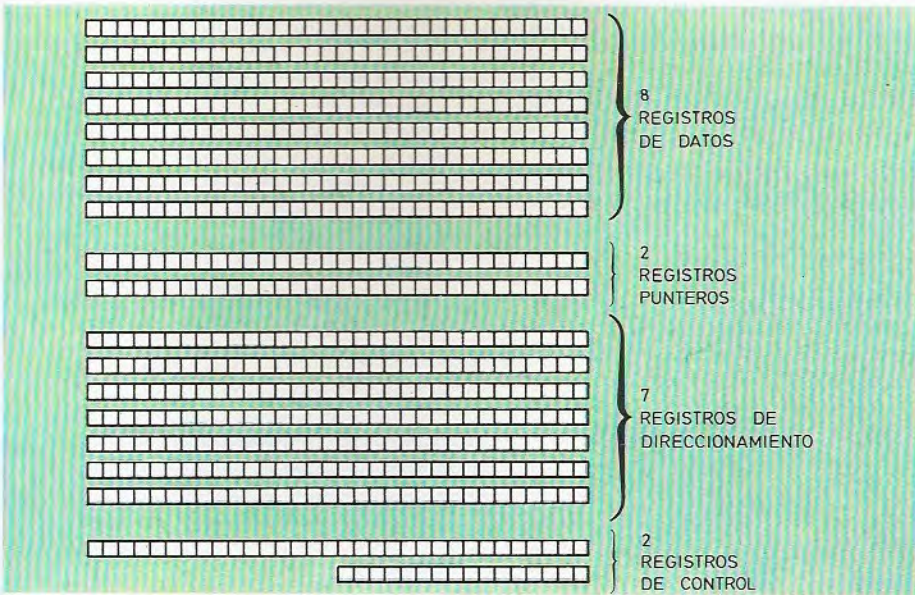 8
REGISTROS
DE DATOS
2
REGISTROS
PUNTEROS
7
REGISTROS DE
DIRECCIONAMIENTO
2
REGISTROS
DE CONTROL